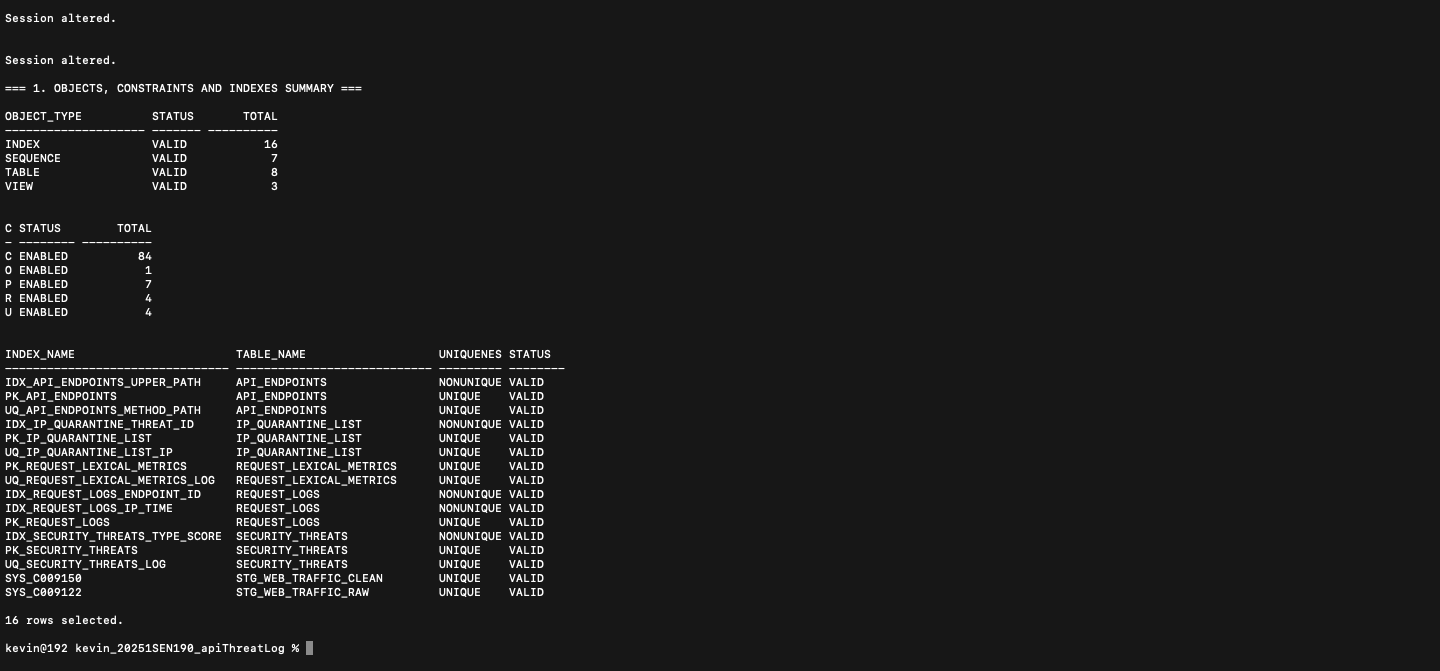 Session altered.
Session altered.
=== 1. OBJECTS, CONSTRAINTS AND INDEXES SUMMARY ===
OBJECT_TYPE          STATUS       TOTAL
-------------------- ------- ----------
INDEX                VALID           16
SEQUENCE             VALID            7
TABLE                VALID            8
VIEW                 VALID            3
C STATUS        TOTAL
- -------- ----------
C ENABLED          84
O ENABLED           1
P ENABLED           7
R ENABLED           4
U ENABLED           4
INDEX_NAME                       TABLE_NAME                   UNIQUENES STATUS
-------------------------------- ---------------------------- --------- --------
IDX_API_ENDPOINTS_UPPER_PATH     API_ENDPOINTS                NONUNIQUE VALID
PK_API_ENDPOINTS                 API_ENDPOINTS                UNIQUE    VALID
UQ_API_ENDPOINTS_METHOD_PATH     API_ENDPOINTS                UNIQUE    VALID
IDX_IP_QUARANTINE_THREAT_ID      IP_QUARANTINE_LIST           NONUNIQUE VALID
PK_IP_QUARANTINE_LIST            IP_QUARANTINE_LIST           UNIQUE    VALID
UQ_IP_QUARANTINE_LIST_IP         IP_QUARANTINE_LIST           UNIQUE    VALID
PK_REQUEST_LEXICAL_METRICS       REQUEST_LEXICAL_METRICS      UNIQUE    VALID
UQ_REQUEST_LEXICAL_METRICS_LOG   REQUEST_LEXICAL_METRICS      UNIQUE    VALID
IDX_REQUEST_LOGS_ENDPOINT_ID     REQUEST_LOGS                 NONUNIQUE VALID
IDX_REQUEST_LOGS_IP_TIME         REQUEST_LOGS                 NONUNIQUE VALID
PK_REQUEST_LOGS                  REQUEST_LOGS                 UNIQUE    VALID
IDX_SECURITY_THREATS_TYPE_SCORE  SECURITY_THREATS             NONUNIQUE VALID
PK_SECURITY_THREATS              SECURITY_THREATS             UNIQUE    VALID
UQ_SECURITY_THREATS_LOG          SECURITY_THREATS             UNIQUE    VALID
SYS_C009150                      STG_WEB_TRAFFIC_CLEAN        UNIQUE    VALID
SYS_C009122                      STG_WEB_TRAFFIC_RAW          UNIQUE    VALID
16 rows selected.
kevin@192 kevin_20251SEN190_apiThreatLog %